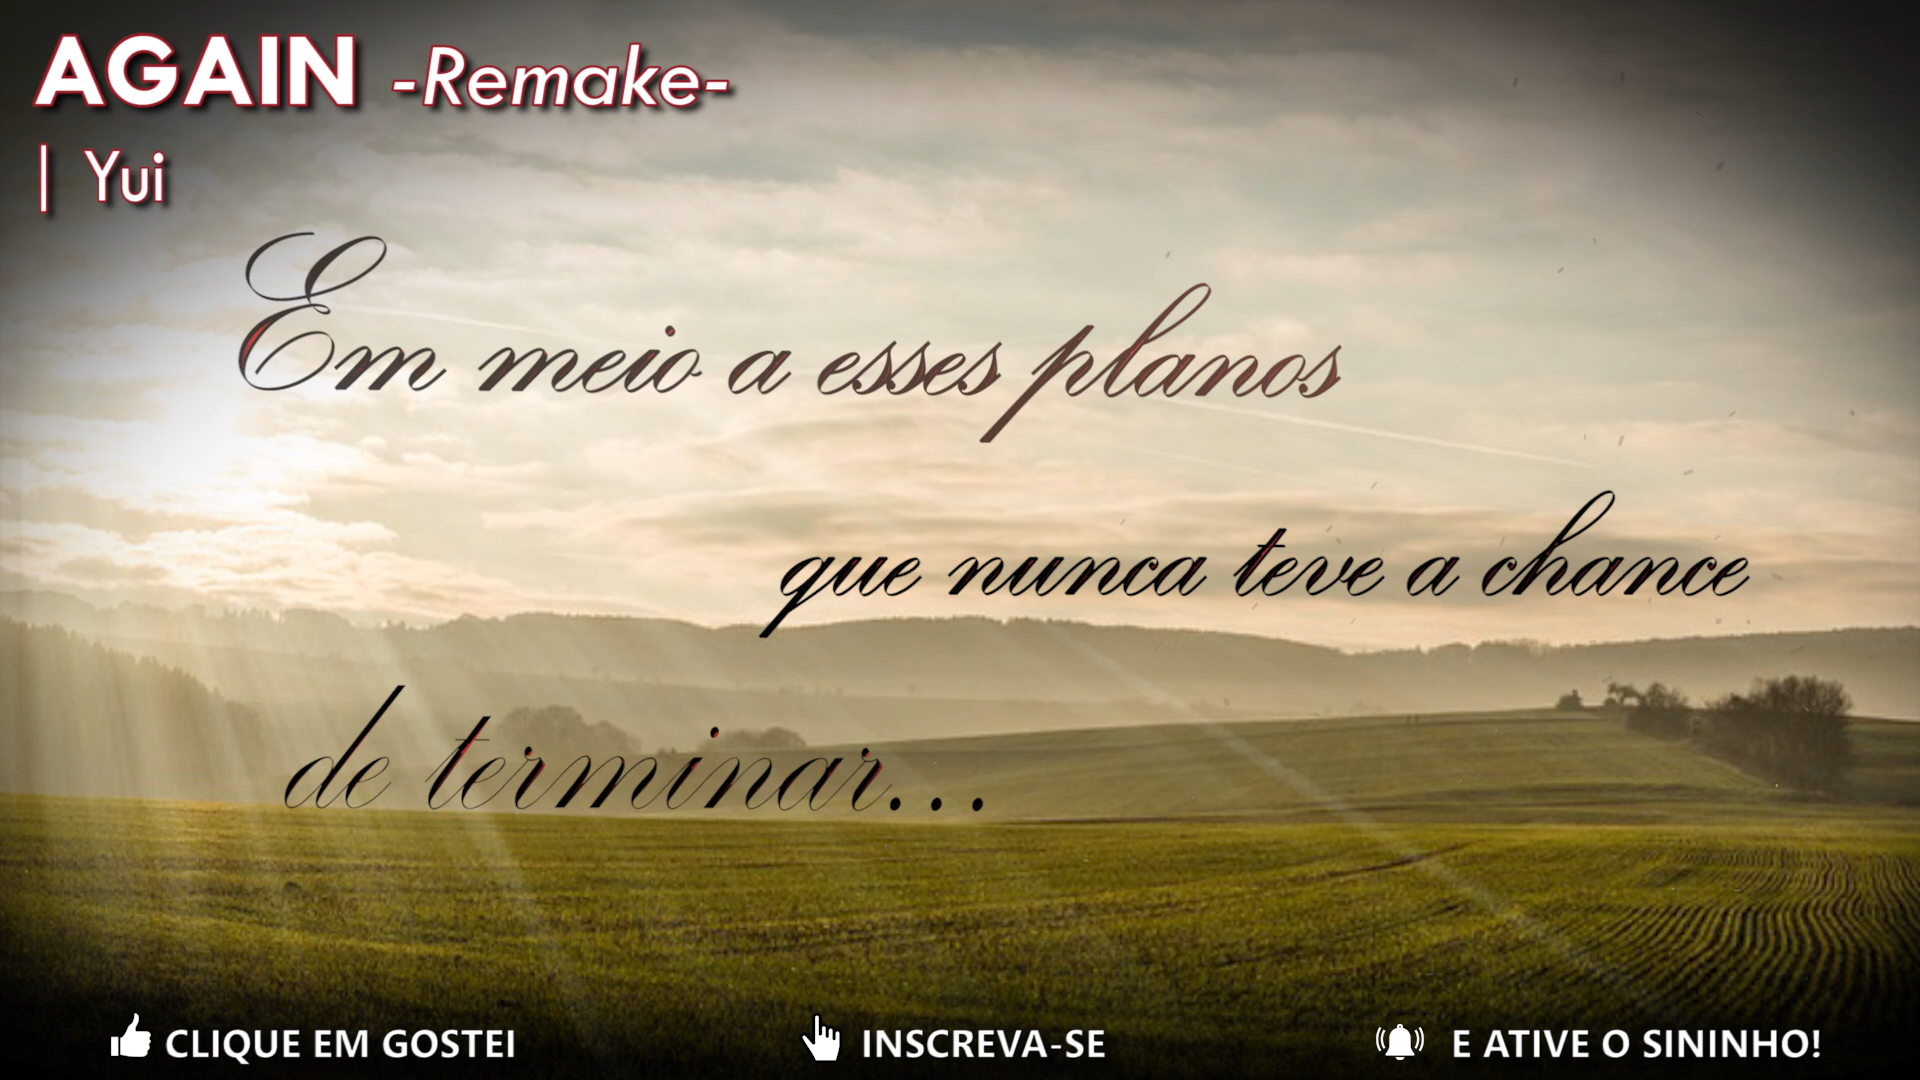 AGAIN -Remake-
| Yui
Em meio a esses planos
que nunca teve a chance
de terminar...
CLIQUE EM GOSTEI
INSCREVA-SE
E ATIVE O SININHO!